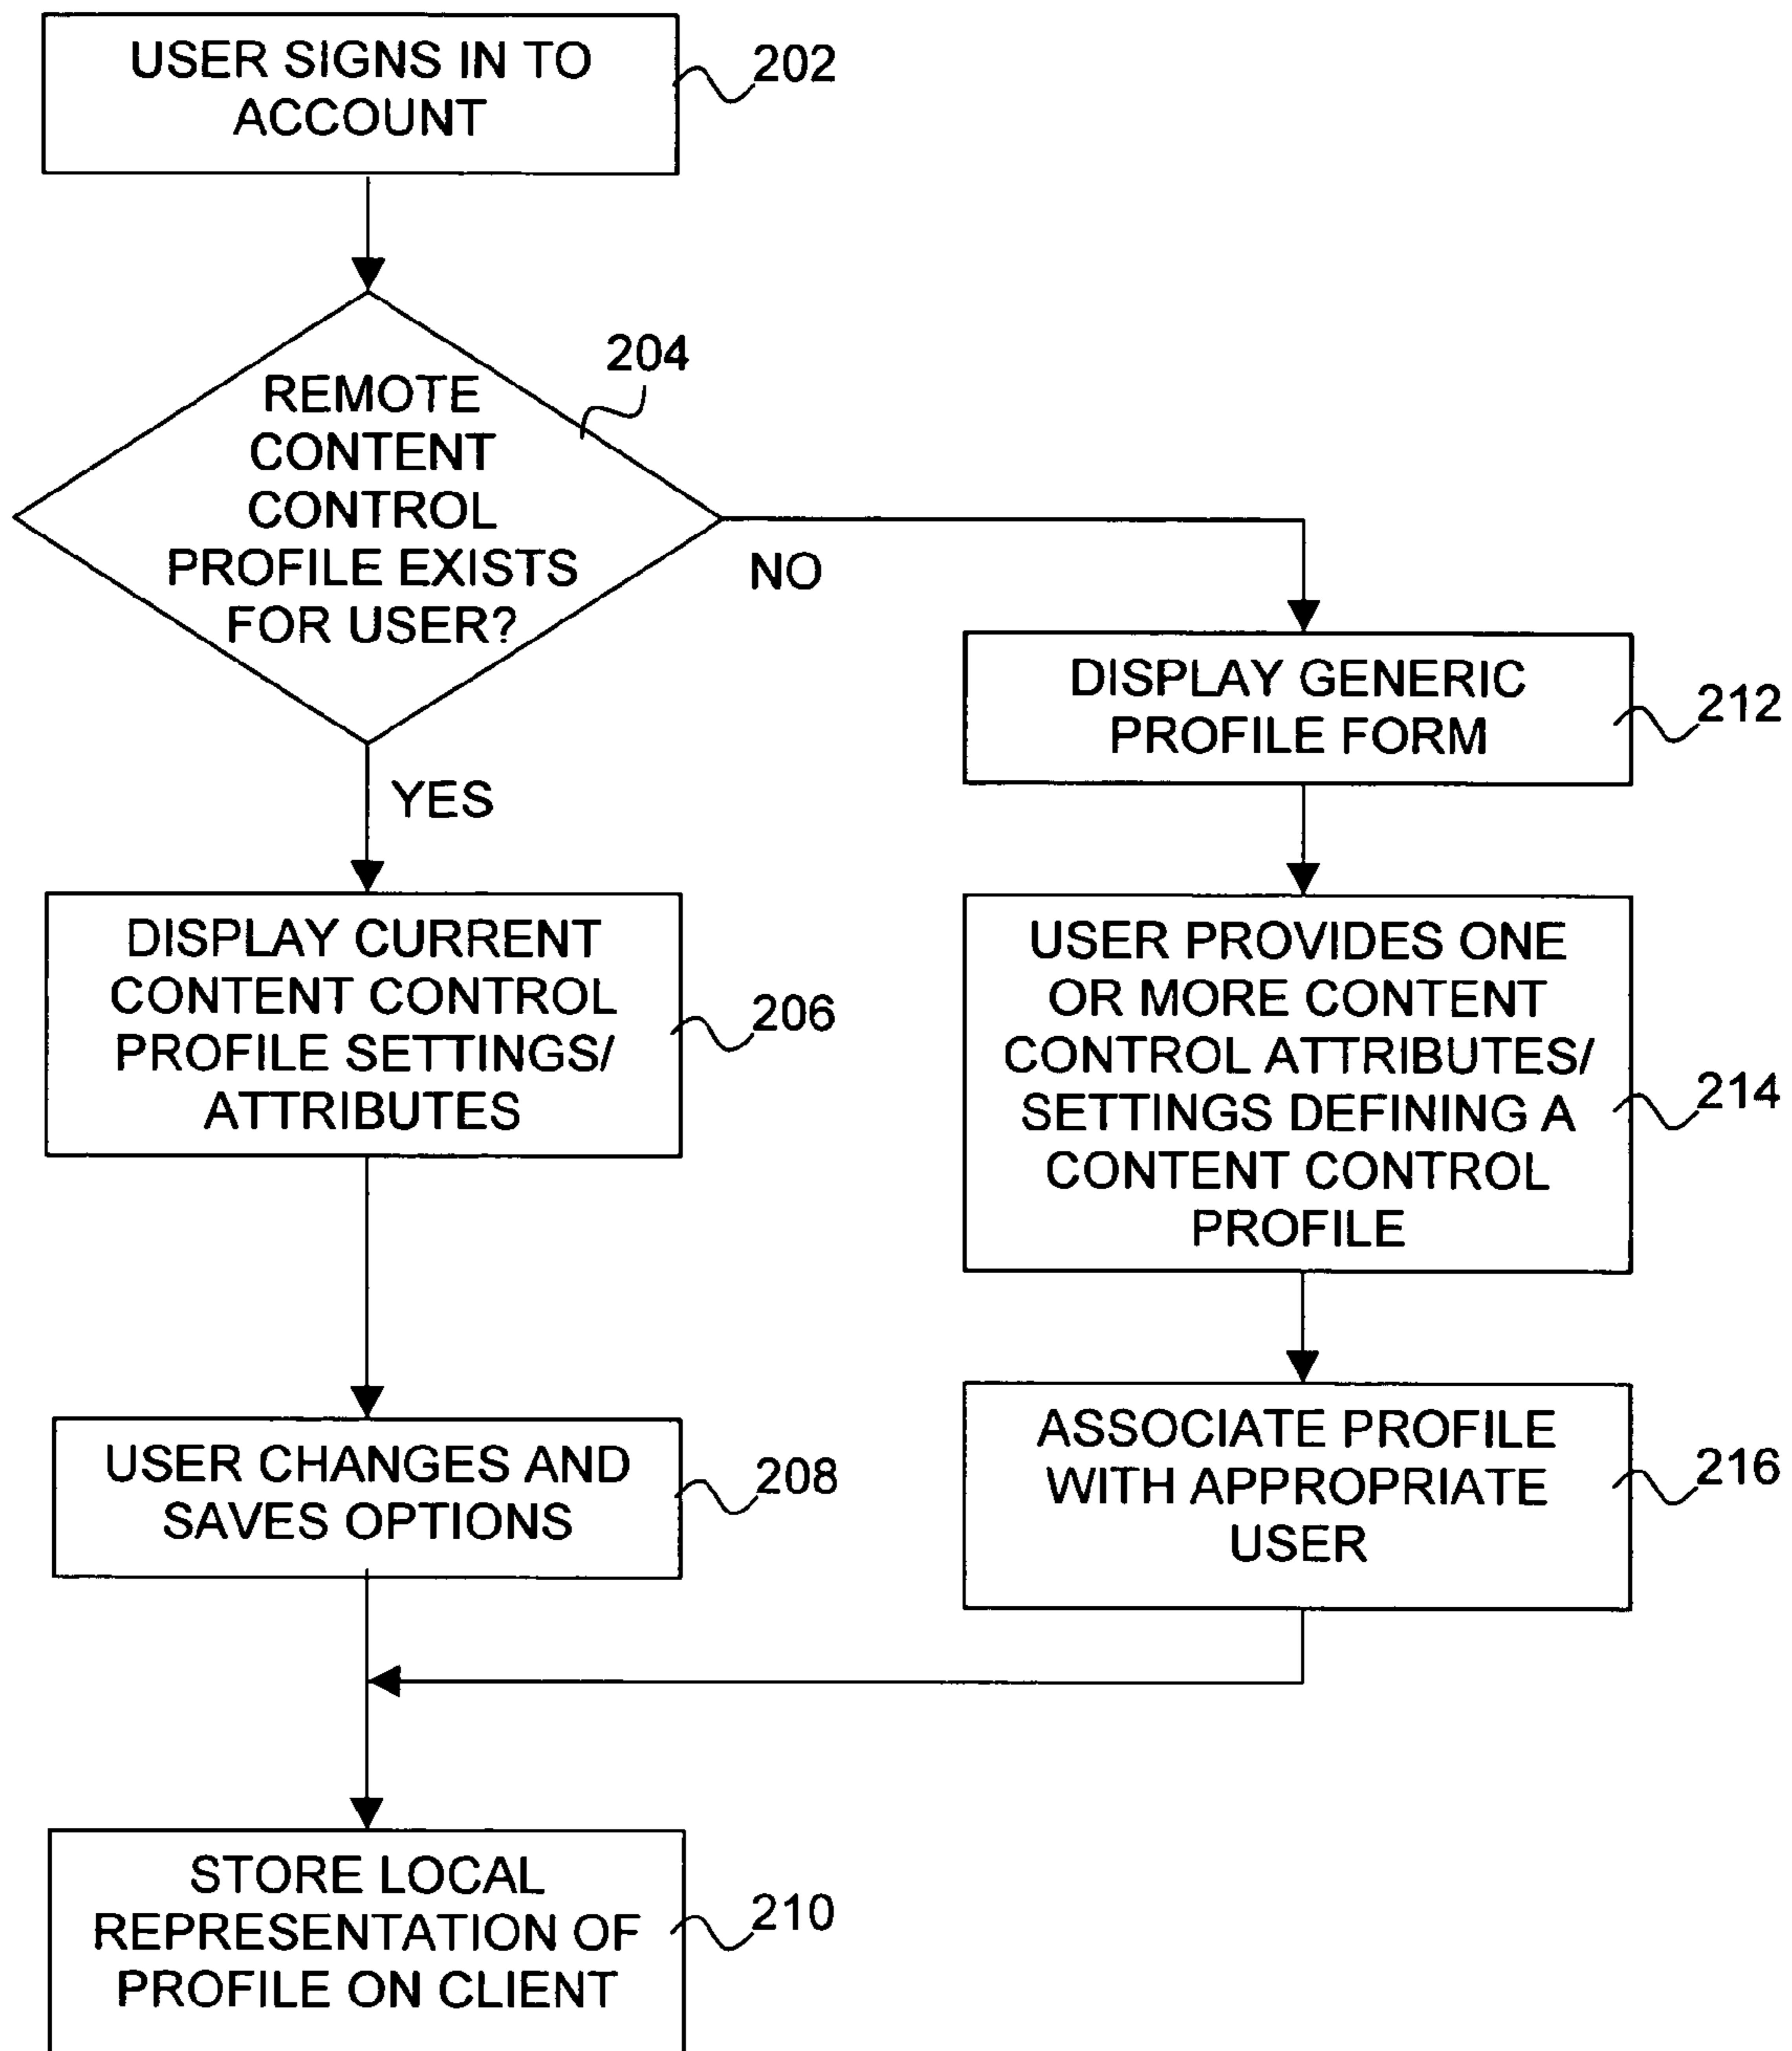 USER SIGNS IN TO
ACCOUNT
202
204
REMOTE
CONTENT
CONTROL
PROFILE EXISTS
FOR USER?
NO
YES
DISPLAY GENERIC
PROFILE FORM
212
DISPLAY CURRENT
CONTENT CONTROL
PROFILE SETTINGS/
ATTRIBUTES
206
USER PROVIDES ONE
OR MORE CONTENT
CONTROL ATTRIBUTES/
SETTINGS DEFINING A
CONTENT CONTROL
PROFILE
214
USER CHANGES AND
SAVES OPTIONS
208
ASSOCIATE PROFILE
WITH APPROPRIATE
USER
216
STORE LOCAL
REPRESENTATION OF
PROFILE ON CLIENT
210